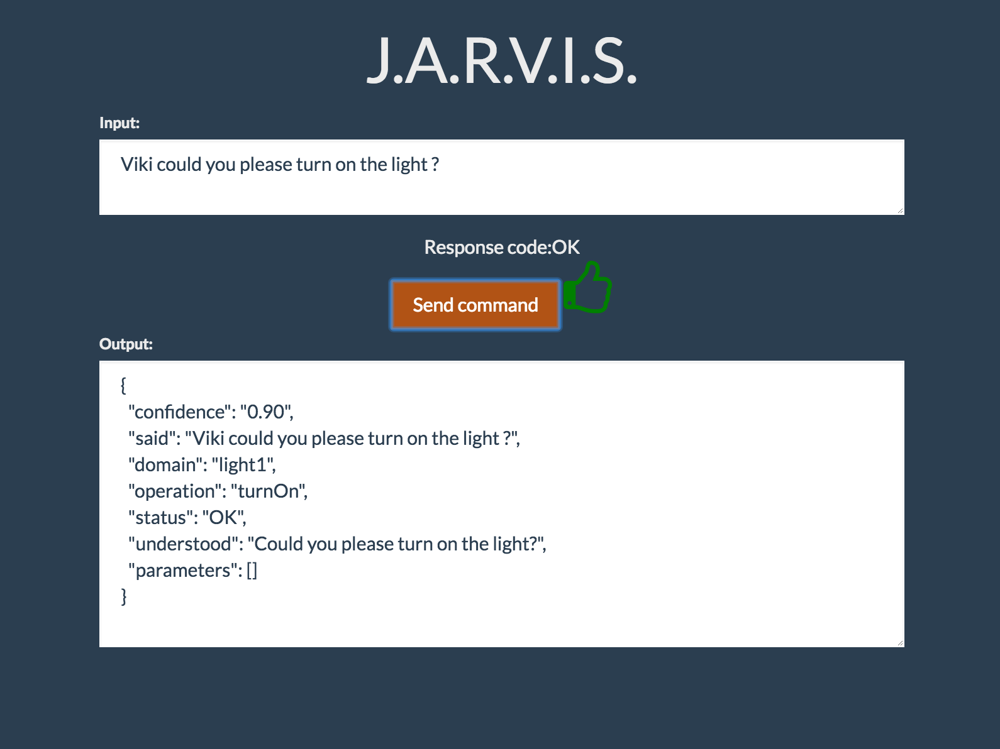 J.A.R.V.I.S.
Input:
Viki could you please turn on the light ?
Response code:OK
Send command
Output:
{
"confidence": "0.90",
"said": "Viki could you please turn on the light ?",
"domain": "light1",
"operation": "turnOn",
"status": "OK",
"understood": "Could you please turn on the light?",
"parameters": []
}